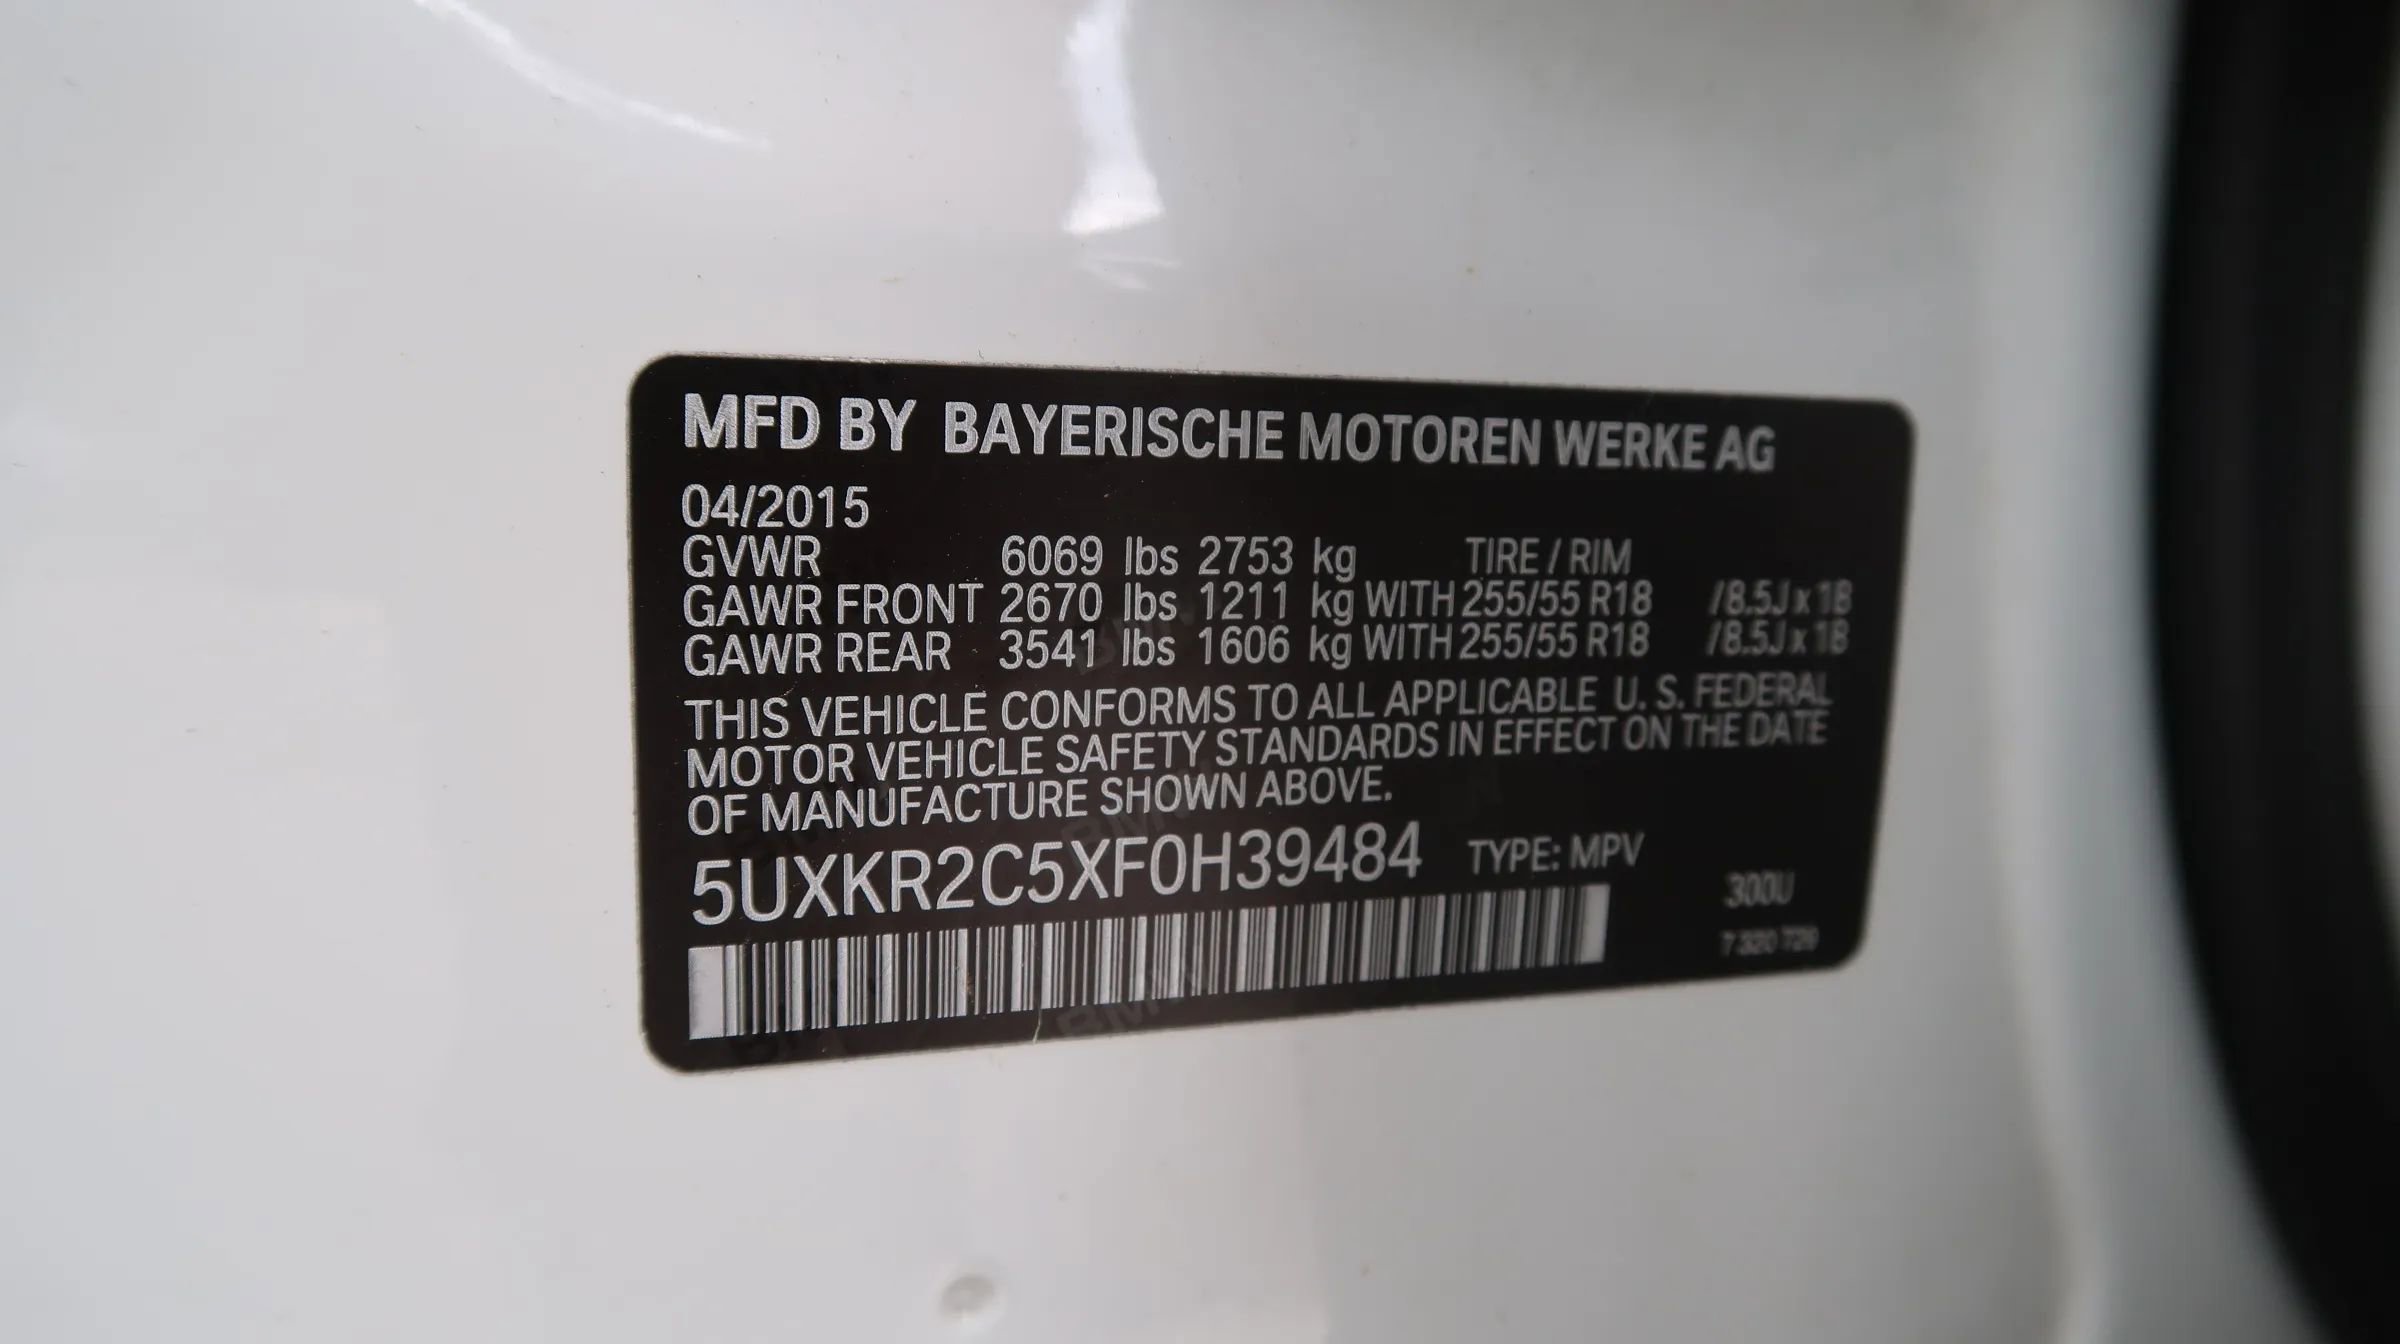 MFD BY BAYERISCHE MOTOREN WERKE AG
04/2015
GVWR 6069 lbs 2753 kg TIRE / RIM
GAWR FRONT 2670 lbs 1211 kg WITH 255/55 R18 /8.5J x 18
GAWR REAR 3541 lbs 1606 kg WITH 255/55 R18 /8.5J x 18
THIS VEHICLE CONFORMS TO ALL APPLICABLE U. S. FEDERAL
MOTOR VEHICLE SAFETY STANDARDS IN EFFECT ON THE DATE
OF MANUFACTURE SHOWN ABOVE.
5UXKR2C5XF0H39484 TYPE: MPV
300U
7 320 729